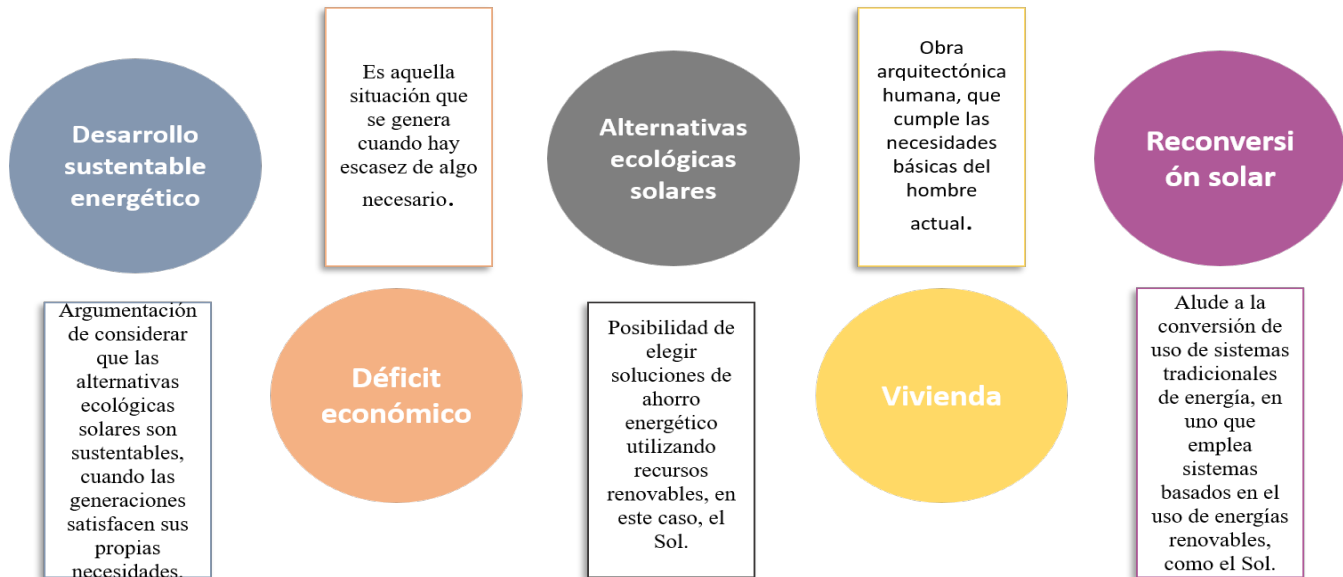 Desarrollo
sustentable
energético
Es aquella
situación que
se genera
cuando hay
escasez de algo
necesario.
Alternativas
ecológicas
solares
Obra
arquitectónica
humana, que
cumple las
necesidades
básicas del
hombre
actual.
Reconversi
ón solar
Argumentación
de considerar
que las
alternativas
ecológicas
solares son
sustentables,
cuando las
generaciones
satisfacen sus
propias
necesidades.
Déficit
económico
Posibilidad de
elegir
soluciones de
ahorro
energético
utilizando
recursos
renovables, en
este caso, el
Sol.
Vivienda
Alude a la
conversión de
uso de sistemas
tradicionales
de energía, en
uno que
emplea
sistemas
basados en el
uso de energías
renovables,
como el Sol.